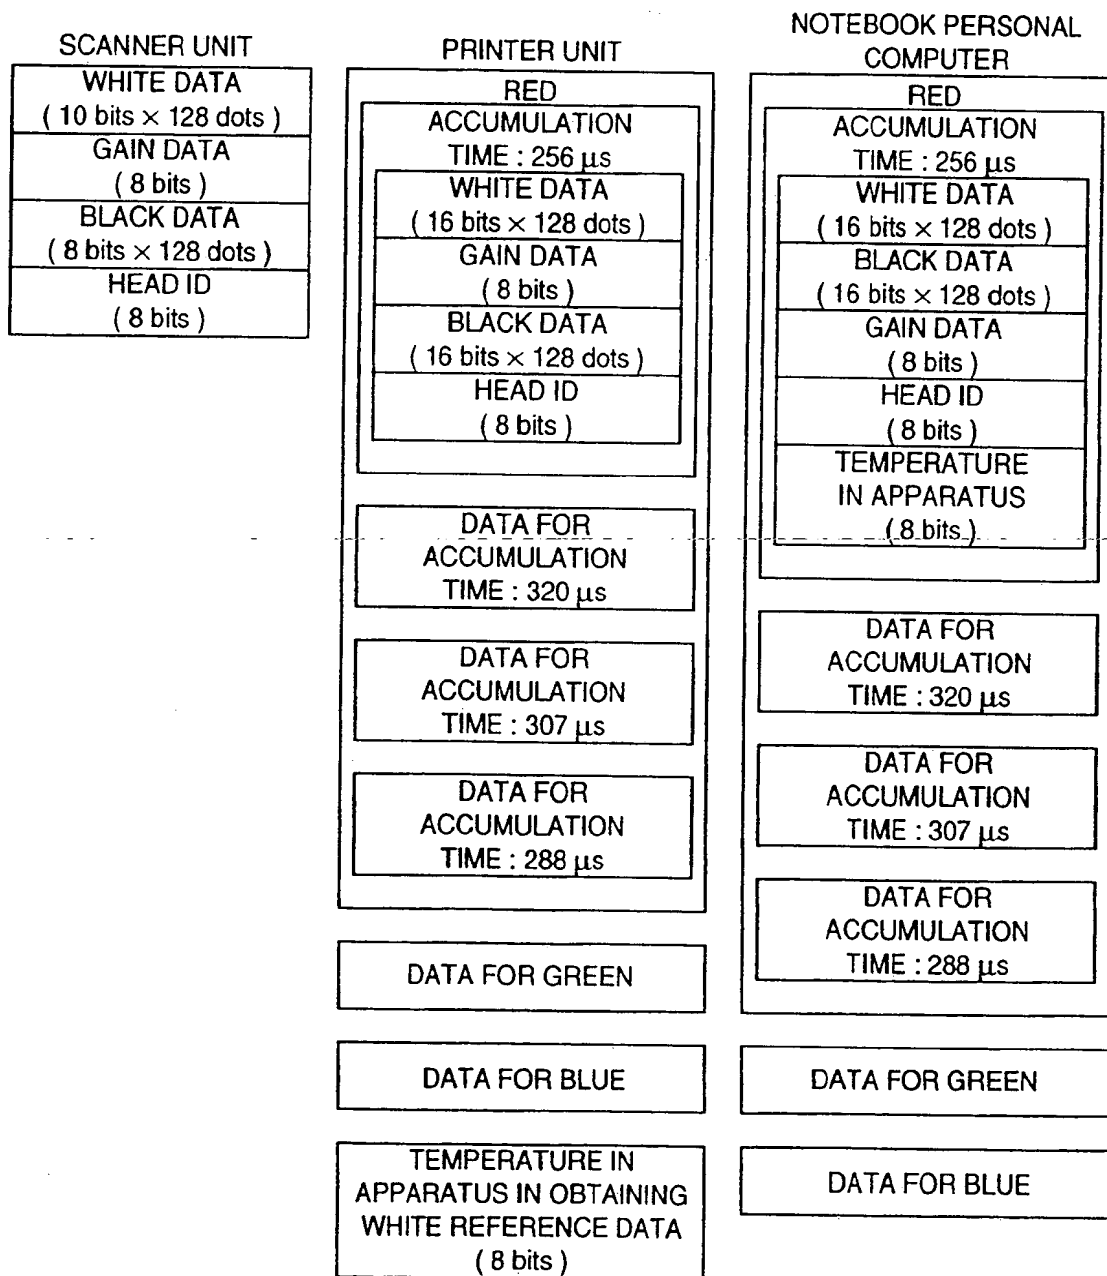 SCANNER UNIT
WHITE DATA
( 10 bits × 128 dots )
GAIN DATA
( 8 bits )
BLACK DATA
( 8 bits × 128 dots )
HEAD ID
( 8 bits )
PRINTER UNIT
RED
ACCUMULATION
TIME : 256 µs
WHITE DATA
( 16 bits × 128 dots )
GAIN DATA
( 8 bits )
BLACK DATA
( 16 bits × 128 dots )
HEAD ID
( 8 bits )
DATA FOR
ACCUMULATION
TIME : 320 µs
DATA FOR
ACCUMULATION
TIME : 307 µs
DATA FOR
ACCUMULATION
TIME : 288 µs
DATA FOR GREEN
DATA FOR BLUE
TEMPERATURE IN
APPARATUS IN OBTAINING
WHITE REFERENCE DATA
( 8 bits )
NOTEBOOK PERSONAL
COMPUTER
RED
ACCUMULATION
TIME : 256 µs
WHITE DATA
( 16 bits × 128 dots )
BLACK DATA
( 16 bits × 128 dots )
GAIN DATA
( 8 bits )
HEAD ID
( 8 bits )
TEMPERATURE
IN APPARATUS
( 8 bits )
DATA FOR
ACCUMULATION
TIME : 320 µs
DATA FOR
ACCUMULATION
TIME : 307 µs
DATA FOR
ACCUMULATION
TIME : 288 µs
DATA FOR GREEN
DATA FOR BLUE